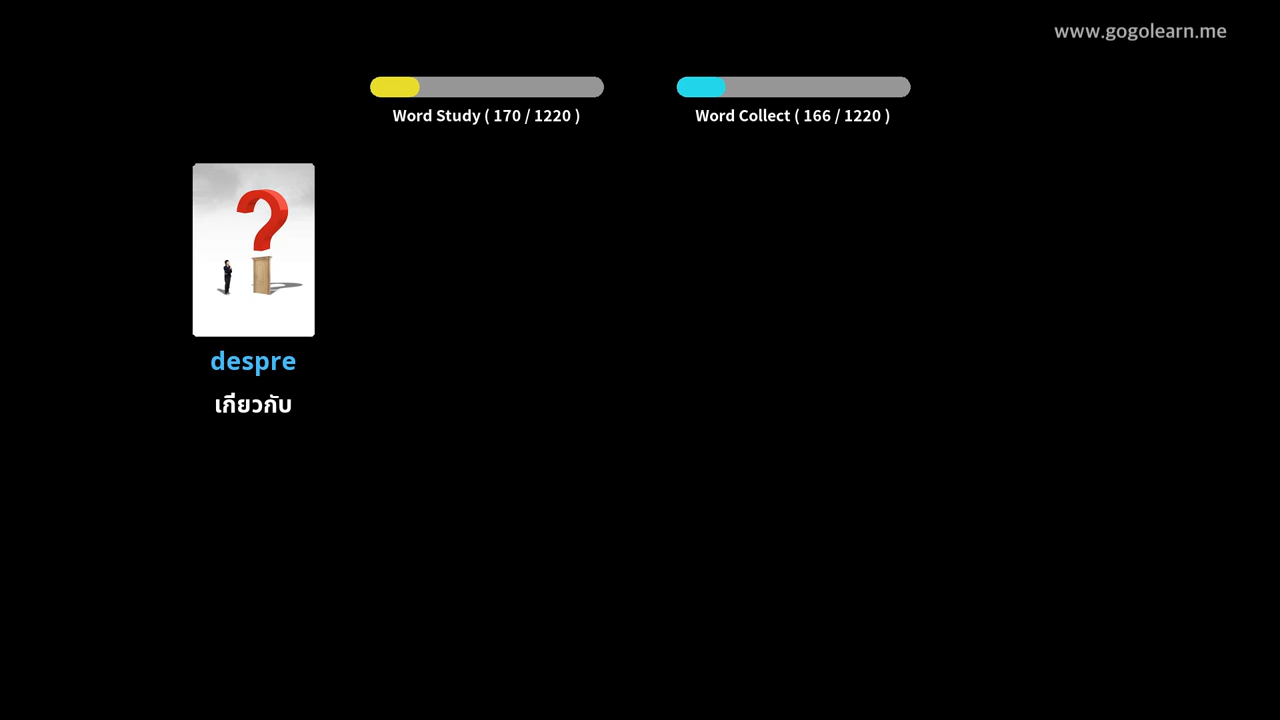 www.gogolearn.me
Word Study ( 170 / 1220 )
Word Collect ( 166 / 1220 )
despre
เกี่ยวกับ